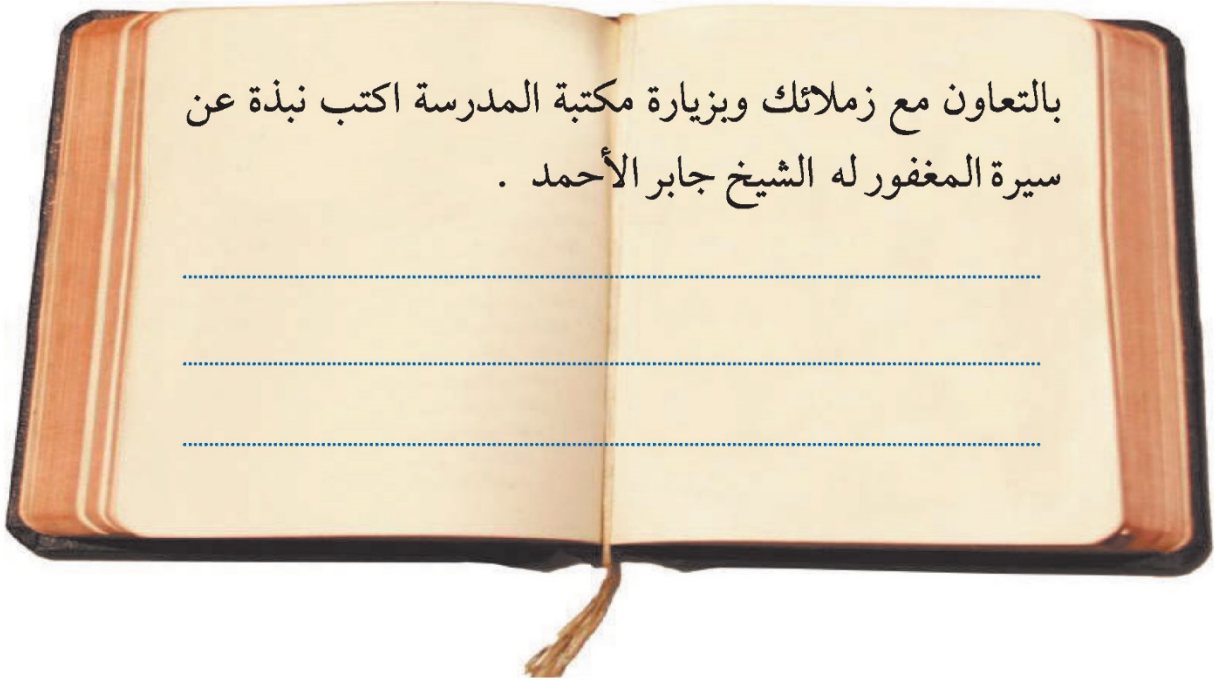 بالتعاون مع زملائك وبزيارة مكتبة المدرسة اكتب نبذة عن
سيرة المغفور له الشيخ جابر الأحمد .